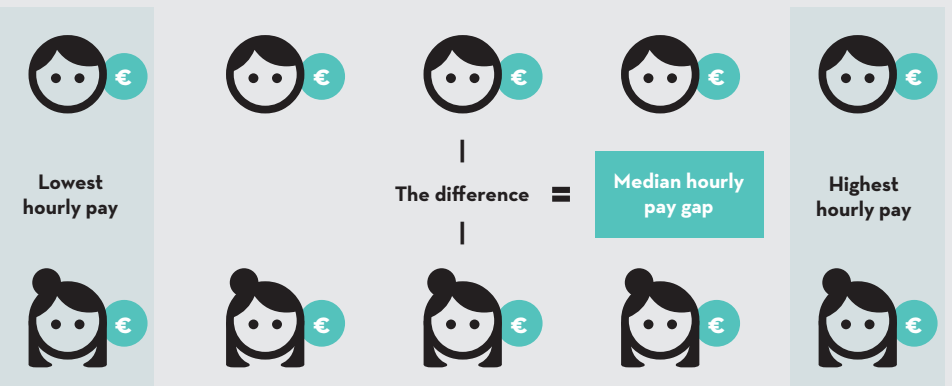 € € € € €
Lowest
hourly pay
The difference =
Median hourly
pay gap
Highest
hourly pay
€ € € € €